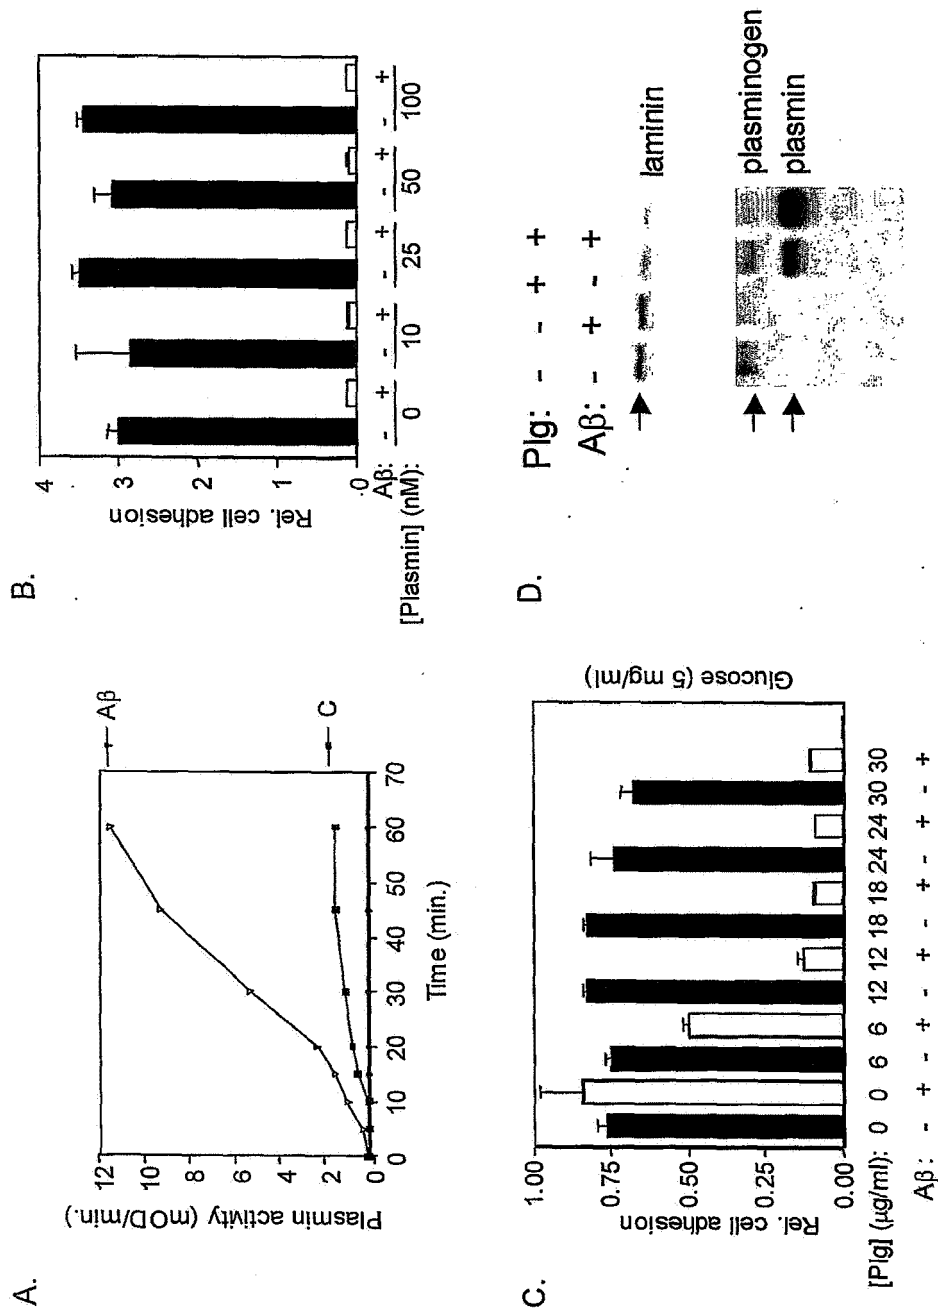 A.
Plasmin activity (mOD/min.)
12
10
8
6
4
2
0
0 10 20 30 40 50 60 70
Time (min.)
Aβ
C
B.
Rel. cell adhesion
4
3
2
1
0
Aβ: - + - + - + - + - +
[Plasmin] (nM): 0 10 25 50 100
C.
Rel. cell adhesion
1.00
0.75
0.50
0.25
0.00
Glucose (5 mg/ml)
[Plg] (µg/ml): 0 0 6 6 12 12 18 18 24 24 30 30
Aβ: - + - + - + - + - + - +
D.
Plg: - - + +
Aβ: - + - +
laminin
plasminogen
plasmin